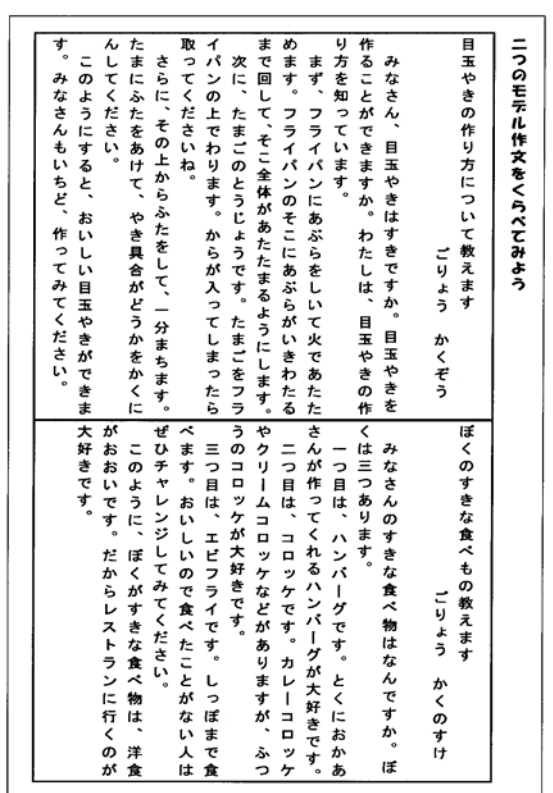 二つのモデル作文をくらべてみよう
目玉やきの作り方について教えます
ごりょう　かくぞう
みなさん、目玉やきはすきですか。目玉やきを
作ることができますか。わたしは、目玉やきの作
り方を知っています。
まず、フライパンにあぶらをしいて火であたた
めます。フライパンのそこにあぶらがいきわたる
まで回して、そこ全体があたたまるようにします。
次に、たまごのとうじょうです。たまごをフラ
イパンの上でわります。からが入ってしまったら
取ってくださいね。
さらに、その上からふたをして、一分まちます。
たまにふたをあけて、やき具合がどうかをかくに
んしてください。
このようにすると、おいしい目玉やきができま
す。みなさんもいちど、作ってみてください。
ぼくのすきな食べもの教えます
ごりょう　かくのすけ
みなさんのすきな食べ物はなんですか。ぼ
くは三つあります。
一つ目は、ハンバーグです。とくにおかあ
さんが作ってくれるハンバーグが大好きです。
二つ目は、コロッケです。カレーコロッケ
やクリームコロッケなどがありますが、ふつ
うのコロッケが大好きです。
三つ目は、エビフライです。しっぽまで食
べます。おいしいので食べたことがない人は
ぜひチャレンジしてみてください。
このように、ぼくがすきな食べ物は、洋食
がおおいです。だからレストランに行くのが
大好きです。